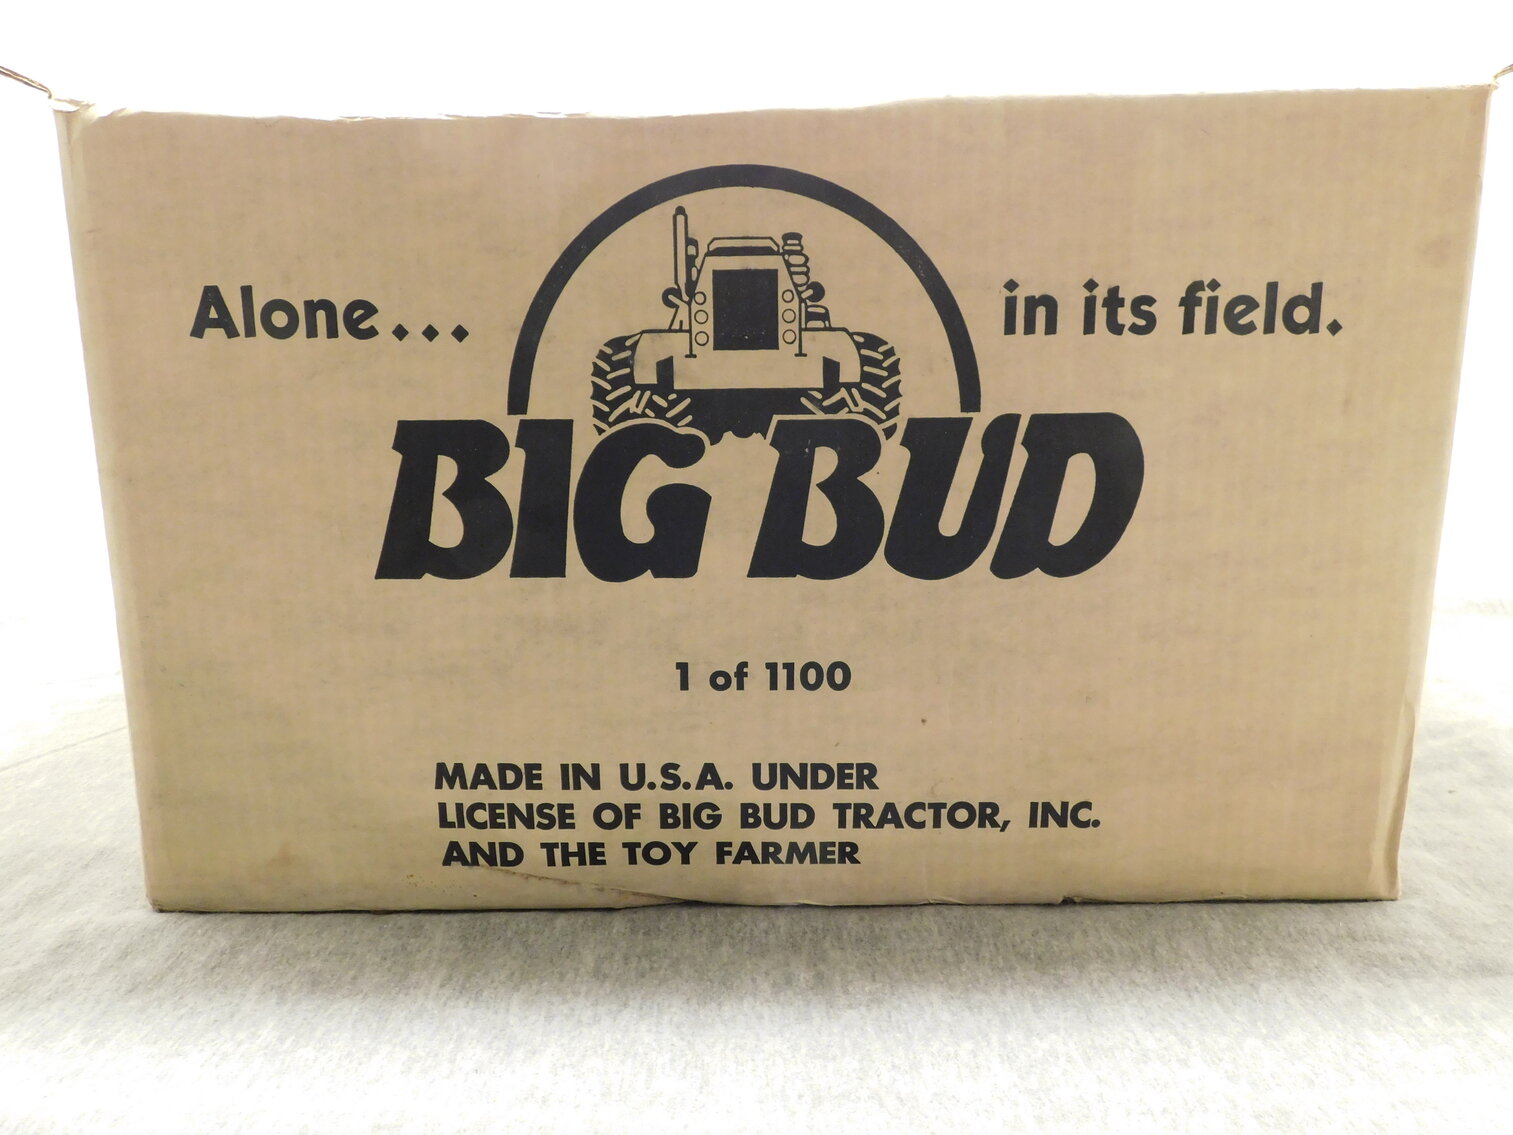 Alone... in its field.
BIG BUD
1 of 1100
MADE IN U.S.A. UNDER
LICENSE OF BIG BUD TRACTOR, INC.
AND THE TOY FARMER